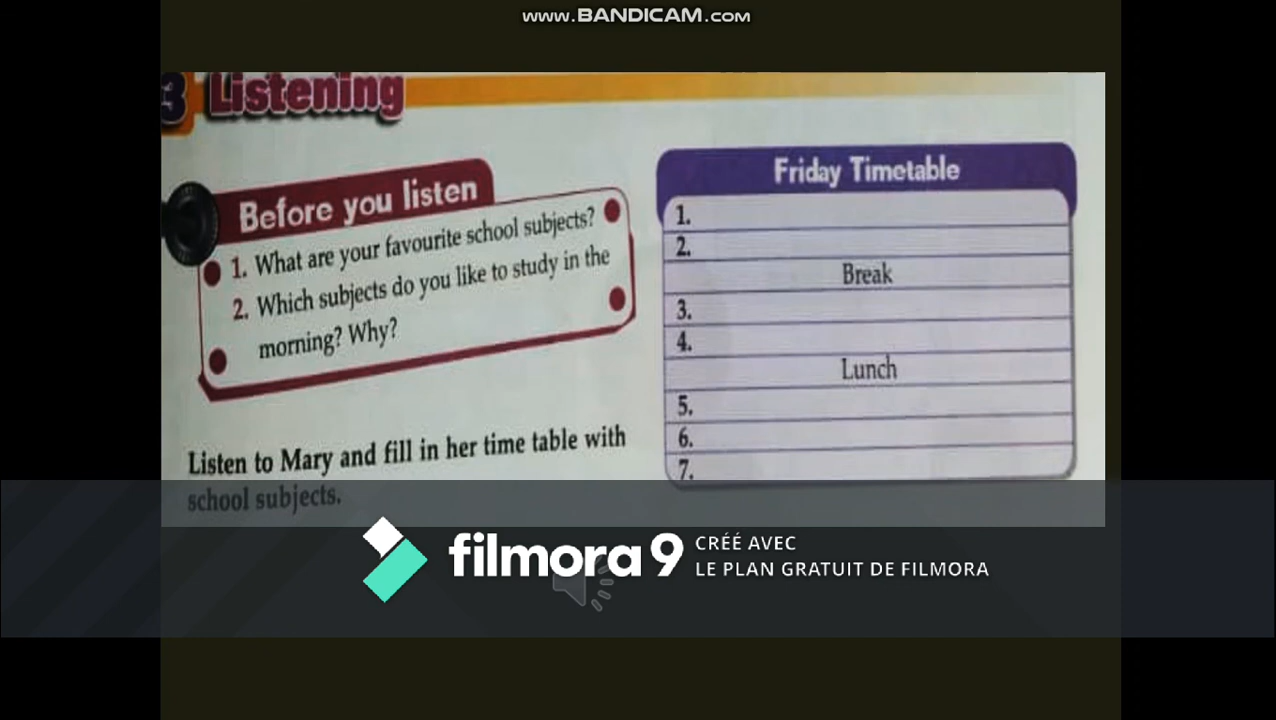 www.BANDICAM.com
3 Listening
Before you listen
1. What are your favourite school subjects?
2. Which subjects do you like to study in the
morning? Why?
Listen to Mary and fill in her time table with
school subjects.
Friday Timetable
1.
2.
Break
3.
4.
Lunch
5.
6.
7.
filmora 9
CRÉÉ AVEC
LE PLAN GRATUIT DE FILMORA